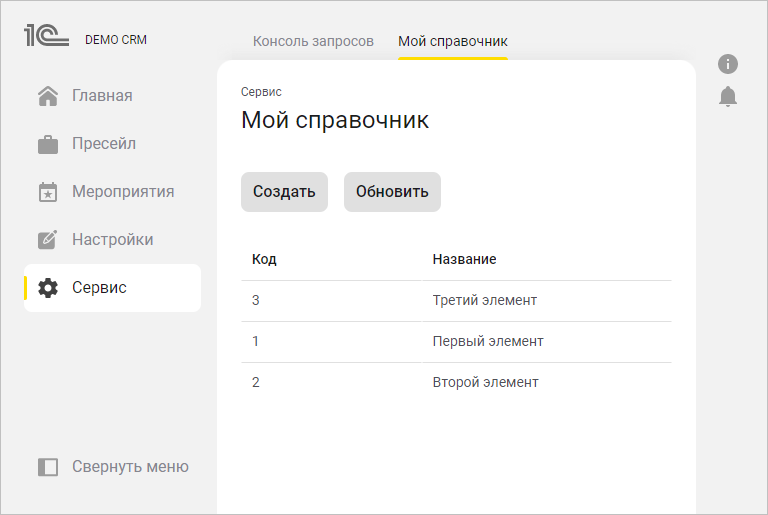 1С DEMO CRM
Консоль запросов Мой справочник
Главная
Пресейл
Мероприятия
Настройки
Сервис
Свернуть меню
Сервис
Мой справочник
Создать Обновить
Код Название
3 Третий элемент
1 Первый элемент
2 Второй элемент